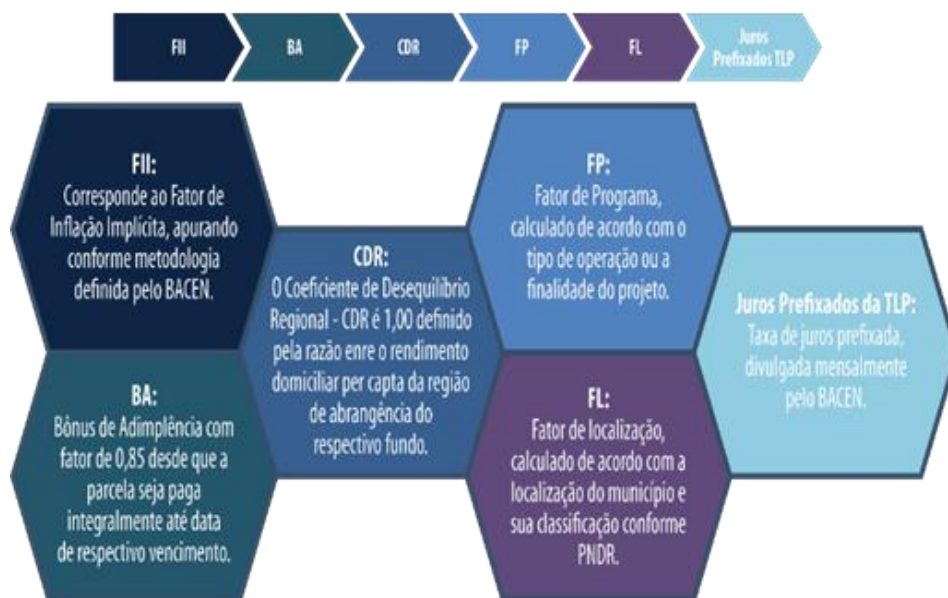 FII
BA
CDR
FP
FL
Juros
Prefixados TLP
FII:
Corresponde ao Fator de
Inflação Implícita, apurando
conforme metodologia
definida pelo BACEN.
BA:
Bônus de Adimplência com
fator de 0,85 desde que a
parcela seja paga
integralmente até data
de respectivo vencimento.
CDR:
O Coeficiente de Desequilíbrio
Regional - CDR é 1,00 definido
pela razão enre o rendimento
domiciliar per capta da região
de abrangência do
respectivo fundo.
FP:
Fator de Programa,
calculado de acordo com o
tipo de operação ou a
finalidade do projeto.
FL:
Fator de localização,
calculado de acordo com a
localização do município e
sua classificação conforme
PNDR.
Juros Prefixados da TLP:
Taxa de juros prefixada,
divulgada mensalmente
pelo BACEN.